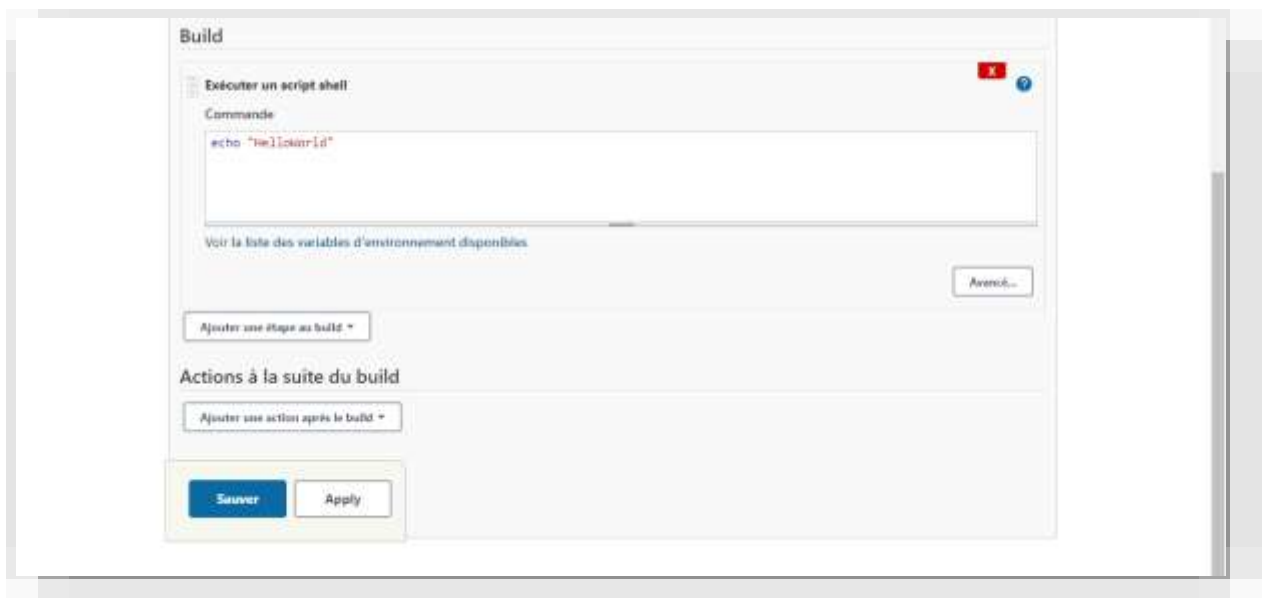 Build
X
Exécuter un script shell
?
Commande
echo "HelloWorld"
Voir la liste des variables d'environnement disponibles
Avancé...
Ajouter une étape au build
Actions à la suite du build
Ajouter une action après le build
Sauver
Apply